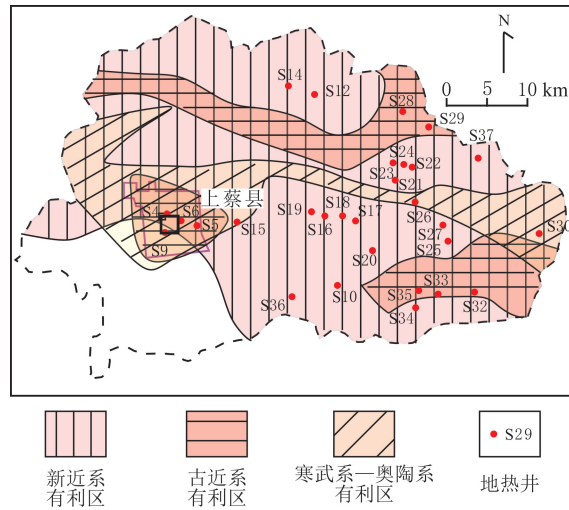 N
0 5 10 km
S14
S12
S28
S29
S37
S24
S22
S23
S21
上蔡县
S4
S6
S5
S9
S15
S19
S18
S16
S17
S26
S27
S25
S30
S20
S10
S36
S35
S33
S32
S34
新近系
有利区
古近系
有利区
寒武系—奥陶系
有利区
S29
地热井